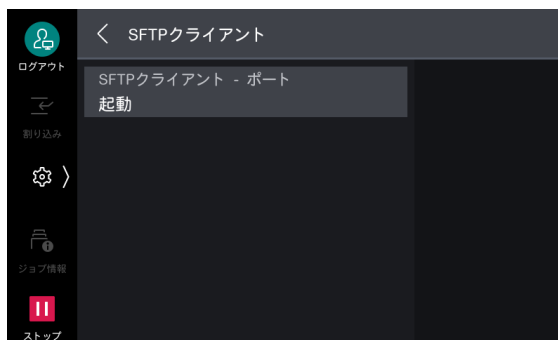 SFTPクライアント
ログアウト
SFTPクライアント - ポート
起動
割り込み
ジョブ情報
ストップ